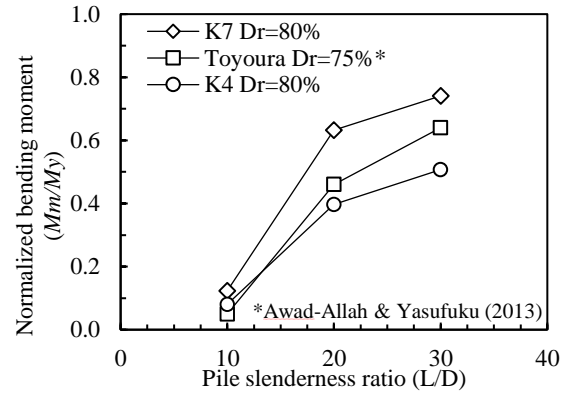 1.0
0.8
0.6
0.4
0.2
0.0
Normalized bending moment
(Mm/My)
K7 Dr=80%
Toyoura Dr=75%*
K4 Dr=80%
*Awad-Allah & Yasufuku (2013)
0 10 20 30 40
Pile slenderness ratio (L/D)